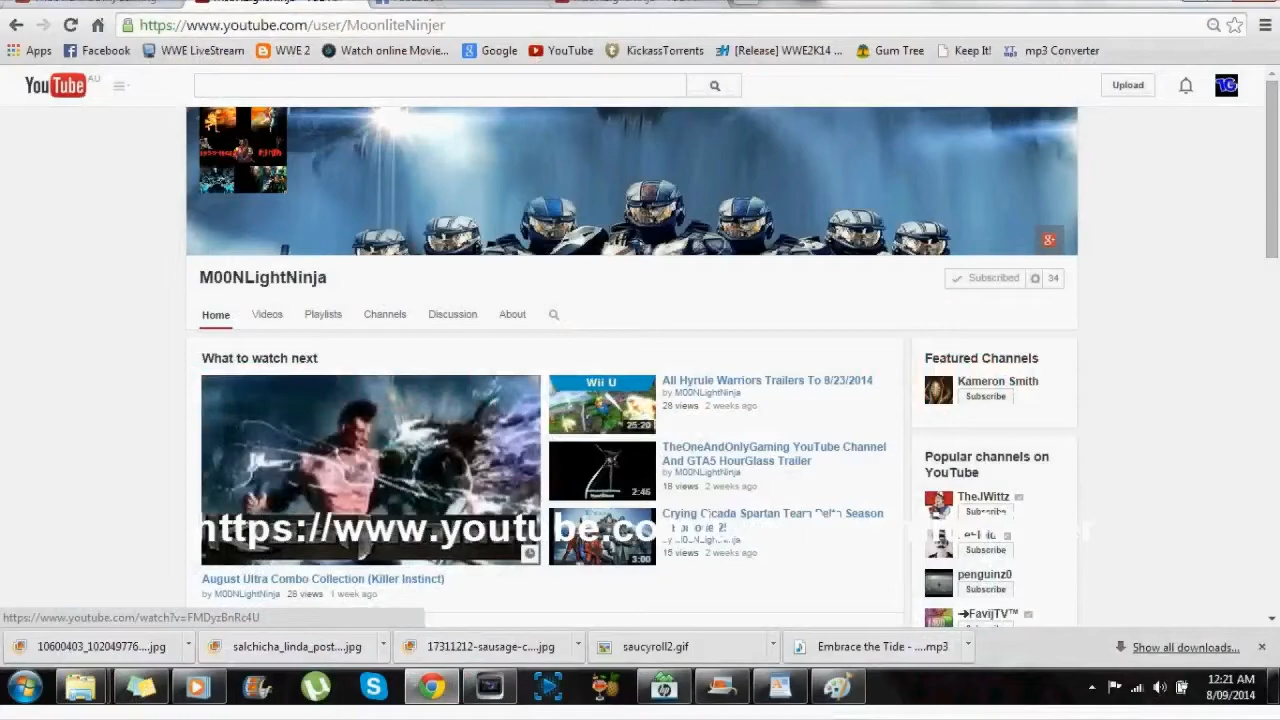 https://www.youtube.com/user/MoonliteNinjer
Apps Facebook WWE LiveStream WWE 2 Watch online Movie... Google YouTube KickassTorrents [Release] WWE2K14 ... Gum Tree Keep It! mp3 Converter
YouTube AU
Upload
M00NLightNinja
Subscribed 34
Home Videos Playlists Channels Discussion About
What to watch next
Wii U
25:20
All Hyrule Warriors Trailers To 8/23/2014
by M00NLightNinja
28 views 2 weeks ago
2:46
TheOneAndOnlyGaming YouTube Channel
And GTA5 HourGlass Trailer
by M00NLightNinja
18 views 2 weeks ago
3:00
Crying Cicada Spartan Team Delta Season
15 views 2 weeks ago
https://www.youtube.co
August Ultra Combo Collection (Killer Instinct)
by M00NLightNinja 28 views 1 week ago
Featured Channels
Kameron Smith
Subscribe
Popular channels on
YouTube
TheJWittz
Subscribe
Subscribe
penguinz0
Subscribe
➔FavijTV™
https://www.youtube.com/watch?v=FMDyzBnRc4U
10600403_102049776....jpg salchicha_linda_post....jpg 17311212-sausage-c....jpg saucyroll2.gif Embrace the Tide - ....mp3 Show all downloads...
12:21 AM
8/09/2014